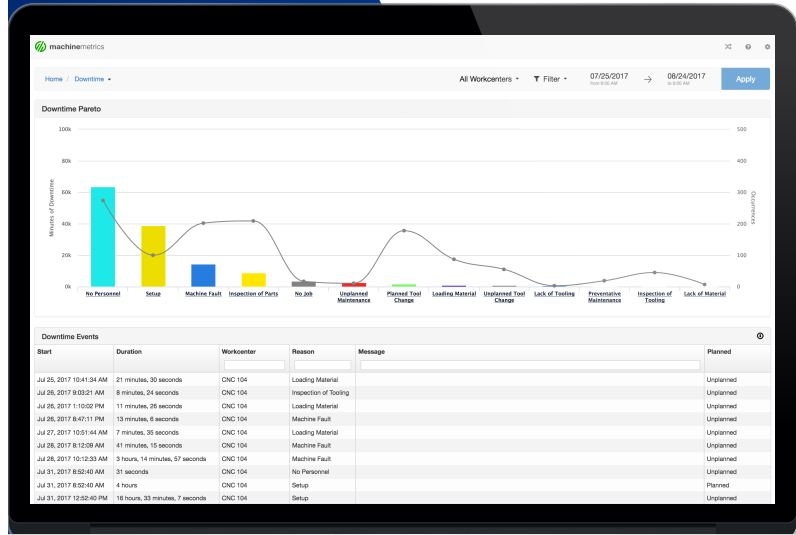 machinemetrics
Home / Downtime
All Workcenters
Filter
07/25/2017
from 8:00 AM
→
08/24/2017
to 8:00 AM
Apply
Downtime Pareto
100k
80k
60k
40k
20k
0k
Minutes of Downtime
500
400
300
200
100
0
Occurrences
No Personnel
Setup
Machine Fault
Inspection of Parts
No Job
Unplanned
Maintenance
Planned Tool
Change
Loading Material
Unplanned Tool
Change
Lack of Tooling
Preventative
Maintenance
Inspection of
Tooling
Lack of Material
Downtime Events
Start Duration Workcenter Reason Message Planned
Jul 25, 2017 10:41:34 AM 21 minutes, 30 seconds CNC 104 Loading Material Unplanned
Jul 26, 2017 9:03:21 AM 8 minutes, 24 seconds CNC 104 Inspection of Tooling Unplanned
Jul 26, 2017 1:10:02 PM 11 minutes, 26 seconds CNC 104 Loading Material Unplanned
Jul 26, 2017 8:47:11 PM 13 minutes, 6 seconds CNC 104 Machine Fault Unplanned
Jul 27, 2017 10:51:44 AM 7 minutes, 35 seconds CNC 104 Loading Material Unplanned
Jul 28, 2017 8:12:09 AM 41 minutes, 15 seconds CNC 104 Machine Fault Unplanned
Jul 28, 2017 10:12:33 AM 3 hours, 14 minutes, 57 seconds CNC 104 Machine Fault Unplanned
Jul 31, 2017 8:52:40 AM 31 seconds CNC 104 No Personnel Unplanned
Jul 31, 2017 8:52:40 AM 4 hours CNC 104 Setup Planned
Jul 31, 2017 12:52:40 PM 16 hours, 33 minutes, 7 seconds CNC 104 Setup Unplanned